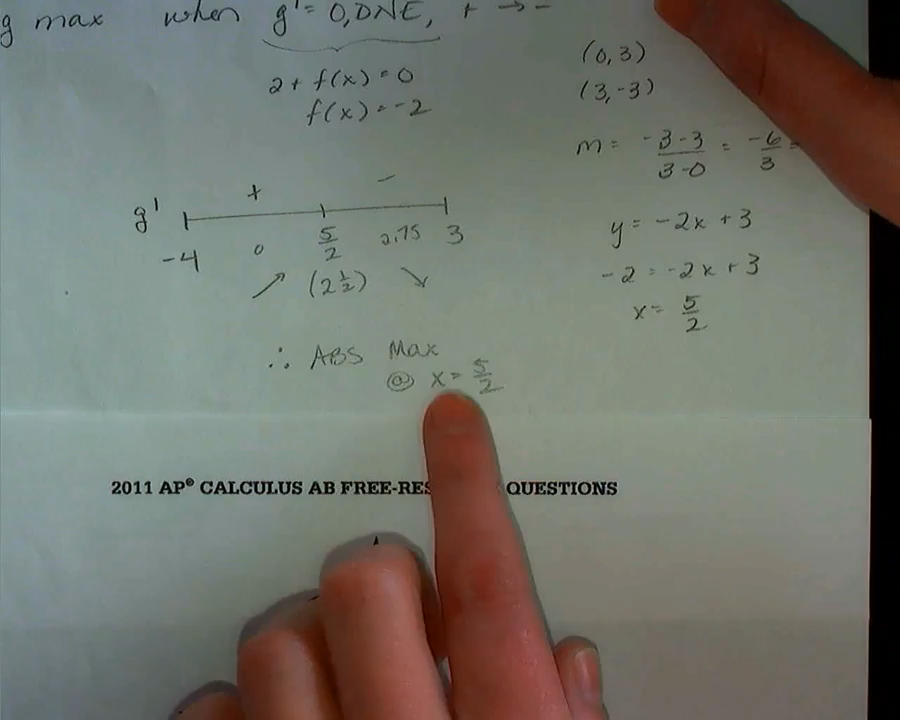 g max when g' = 0, DNE, + → -
2 + f(x) = 0
f(x) = -2
g'
+ -
-4 0 5/2 2.75 3
↗ (2 1/2) ↘
∴ ABS Max
@ x = 5/2
(0,3)
(3,-3)
m = -3-3/3-0 = -6/3 =
y = -2x + 3
-2 = -2x + 3
x = 5/2
2011 AP® CALCULUS AB FREE-RES QUESTIONS